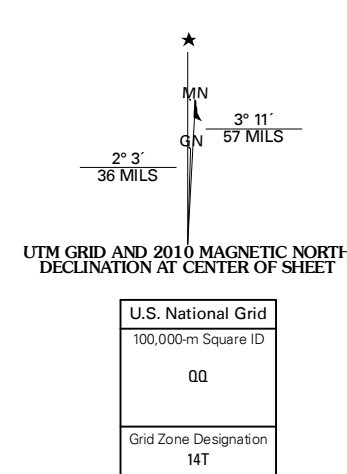 ★
MN
GN
3° 11´
57 MILS
2° 3´
36 MILS
UTM GRID AND 2010 MAGNETIC NORTH
DECLINATION AT CENTER OF SHEET
U.S. National Grid
100,000-m Square ID
QQ
Grid Zone Designation
14T